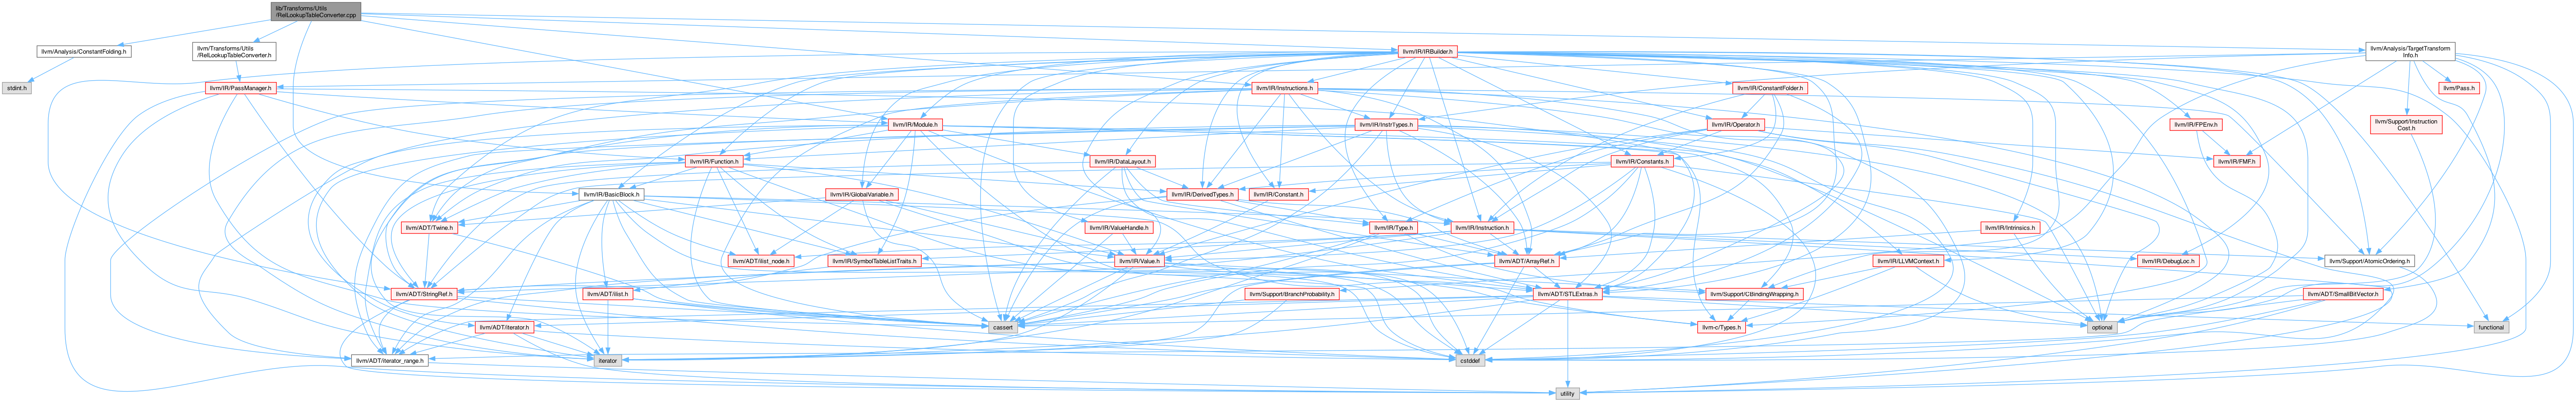 lib/Transforms/Utils
/RelLookupTableConverter.cpp
llvm/Analysis/ConstantFolding.h
llvm/Transforms/Utils
/RelLookupTableConverter.h
llvm/IR/IRBuilder.h
llvm/Analysis/TargetTransform
Info.h
stdint.h
llvm/IR/PassManager.h
llvm/IR/Instructions.h
llvm/IR/ConstantFolder.h
llvm/Pass.h
llvm/IR/Module.h
llvm/IR/InstrTypes.h
llvm/IR/Operator.h
llvm/IR/FPEnv.h
llvm/Support/Instruction
Cost.h
llvm/IR/Function.h
llvm/IR/DataLayout.h
llvm/IR/Constants.h
llvm/IR/FMF.h
llvm/IR/BasicBlock.h
llvm/IR/GlobalVariable.h
llvm/IR/DerivedTypes.h
llvm/IR/Constant.h
llvm/ADT/Twine.h
llvm/IR/ValueHandle.h
llvm/IR/Type.h
llvm/IR/Instruction.h
llvm/IR/Intrinsics.h
llvm/ADT/ilist_node.h
llvm/IR/SymbolTableListTraits.h
llvm/IR/Value.h
llvm/ADT/ArrayRef.h
llvm/IR/LLVMContext.h
llvm/IR/DebugLoc.h
llvm/Support/AtomicOrdering.h
llvm/ADT/StringRef.h
llvm/ADT/ilist.h
llvm/Support/BranchProbability.h
llvm/ADT/STLExtras.h
llvm/Support/CBindingWrapping.h
llvm/ADT/SmallBitVector.h
llvm/ADT/iterator.h
cassert
llvm-c/Types.h
optional
functional
llvm/ADT/iterator_range.h
iterator
cstddef
utility